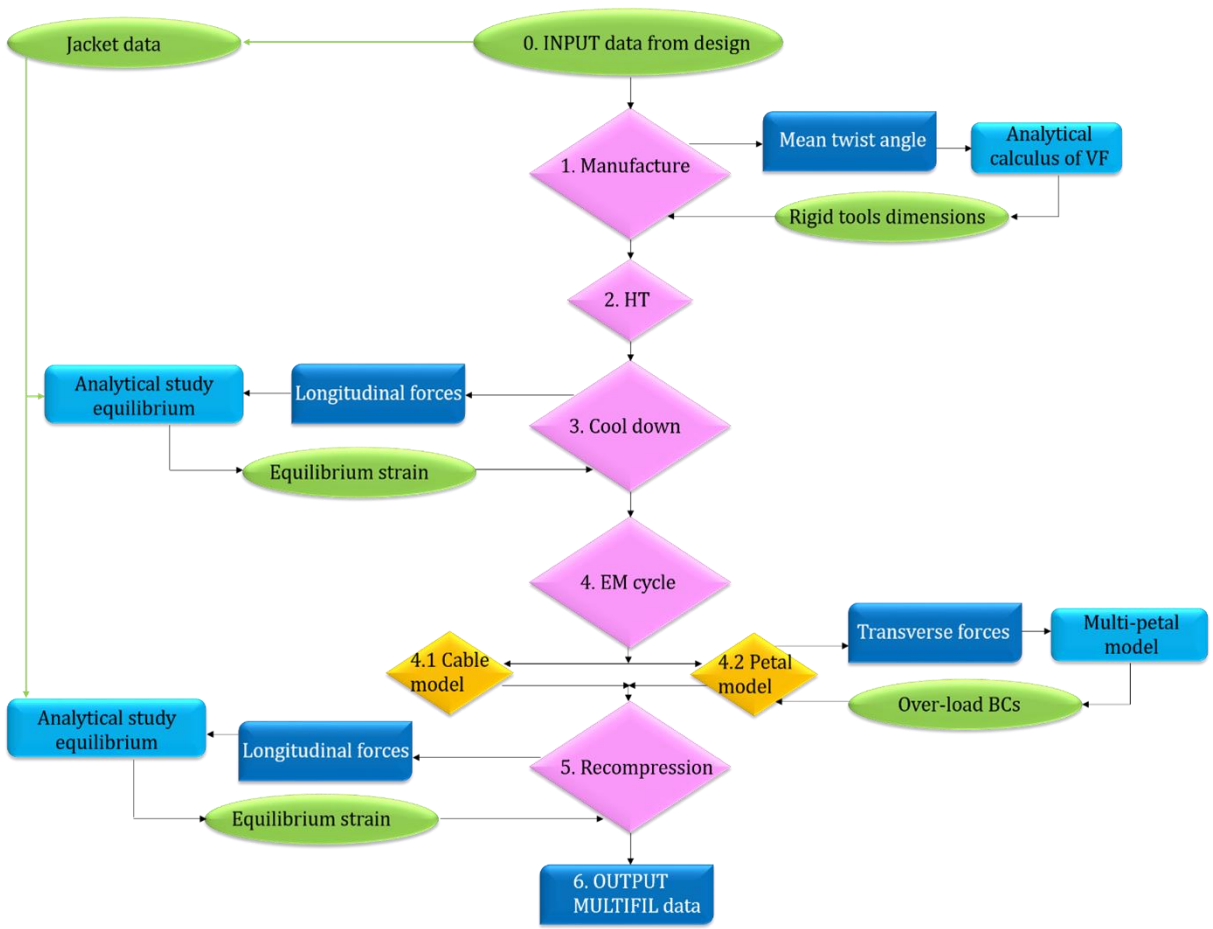 Jacket data
0. INPUT data from design
1. Manufacture
Mean twist angle
Analytical
calculus of VF
Rigid tools dimensions
2. HT
Analytical study
equilibrium
Longitudinal forces
3. Cool down
Equilibrium strain
4. EM cycle
4.1 Cable
model
4.2 Petal
model
Transverse forces
Multi-petal
model
Over-load BCs
Analytical study
equilibrium
Longitudinal forces
5. Recompression
Equilibrium strain
6. OUTPUT
MULTIFIL data